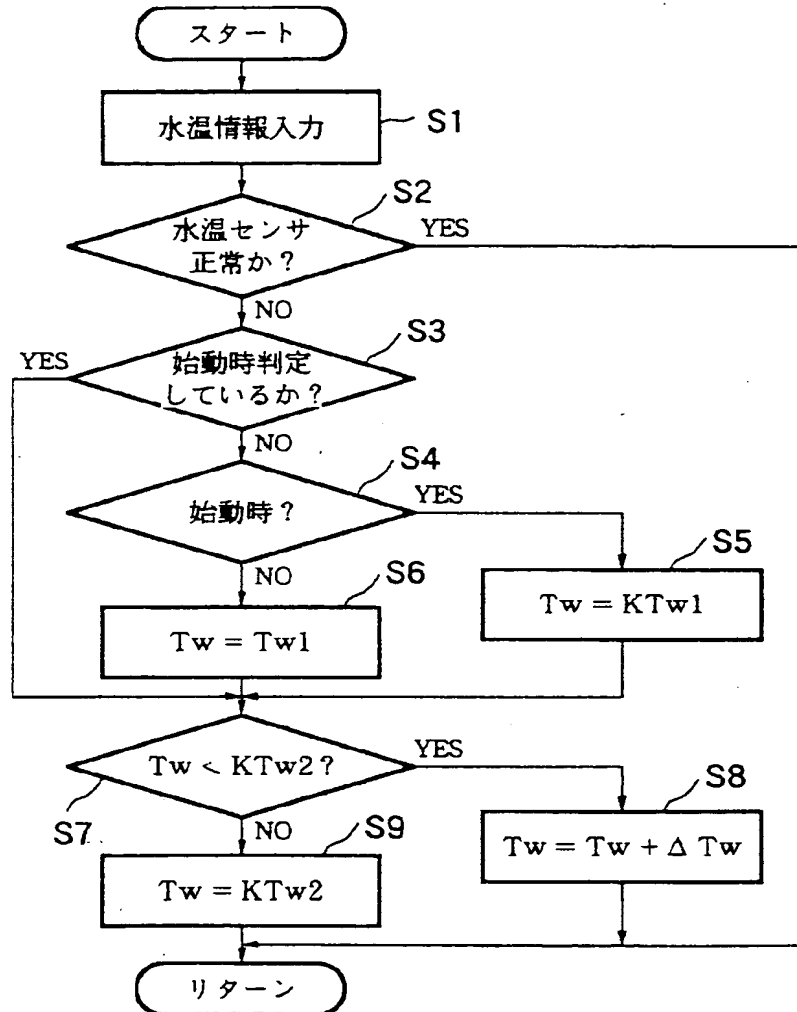 スタート
水温情報入力
S1
S2
水温センサ
正常か？
YES
NO
S3
YES
始動時判定
しているか？
NO
S4
始動時？
YES
NO
S5
Tw = KTw1
S6
Tw = Tw1
Tw < KTw2？
YES
S7
NO
S8
Tw = Tw + Δ Tw
S9
Tw = KTw2
リターン